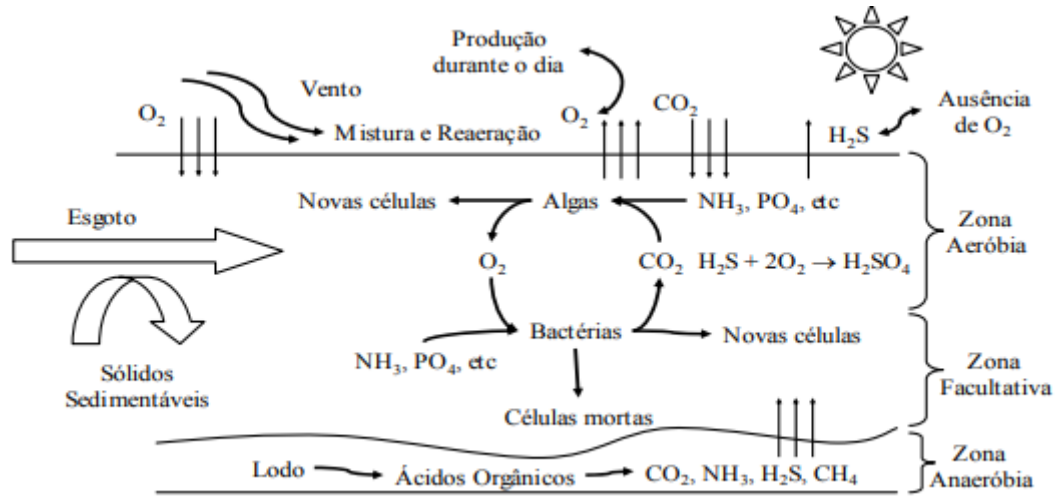 Produção
durante o dia
Vento
O₂
Mistura e Reaeração
O₂
CO₂
H₂S
Ausência
de O₂
Esgoto
Novas células
Algas
NH₃, PO₄, etc
O₂
CO₂
H₂S + 2O₂ → H₂SO₄
Zona
Aeróbia
Bactérias
Novas células
NH₃, PO₄, etc
Sólidos
Sedimentáveis
Células mortas
Zona
Facultativa
Lodo
Ácidos Orgânicos
CO₂, NH₃, H₂S, CH₄
Zona
Anaeróbia